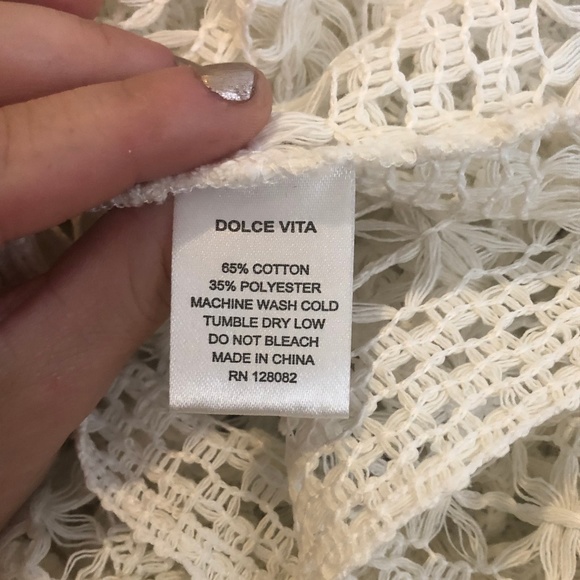 DOLCE VITA
65% COTTON
35% POLYESTER
MACHINE WASH COLD
TUMBLE DRY LOW
DO NOT BLEACH
MADE IN CHINA
RN 128082